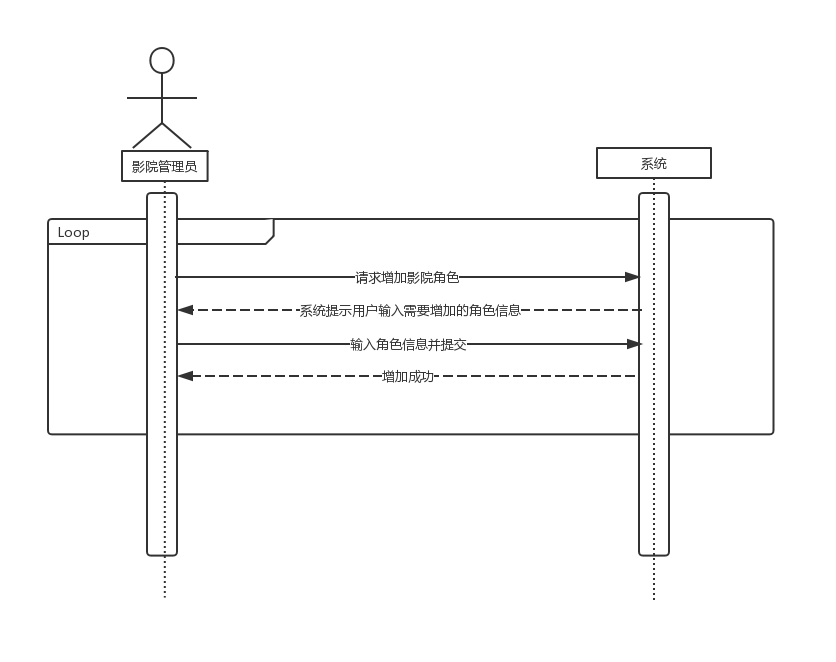 影院管理员
系统
Loop
请求增加影院角色
系统提示用户输入需要增加的角色信息
输入角色信息并提交
增加成功